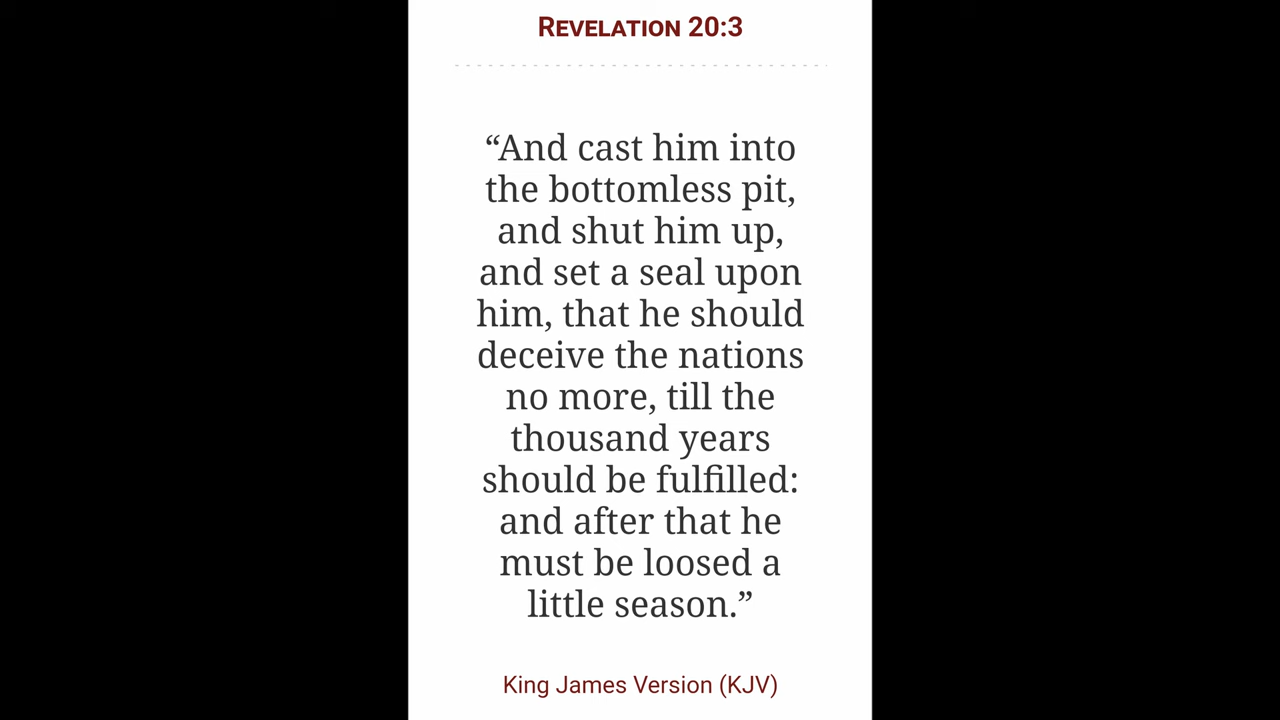 REVELATION 20:3
“And cast him into
the bottomless pit,
and shut him up,
and set a seal upon
him, that he should
deceive the nations
no more, till the
thousand years
should be fulfilled:
and after that he
must be loosed a
little season.”
King James Version (KJV)